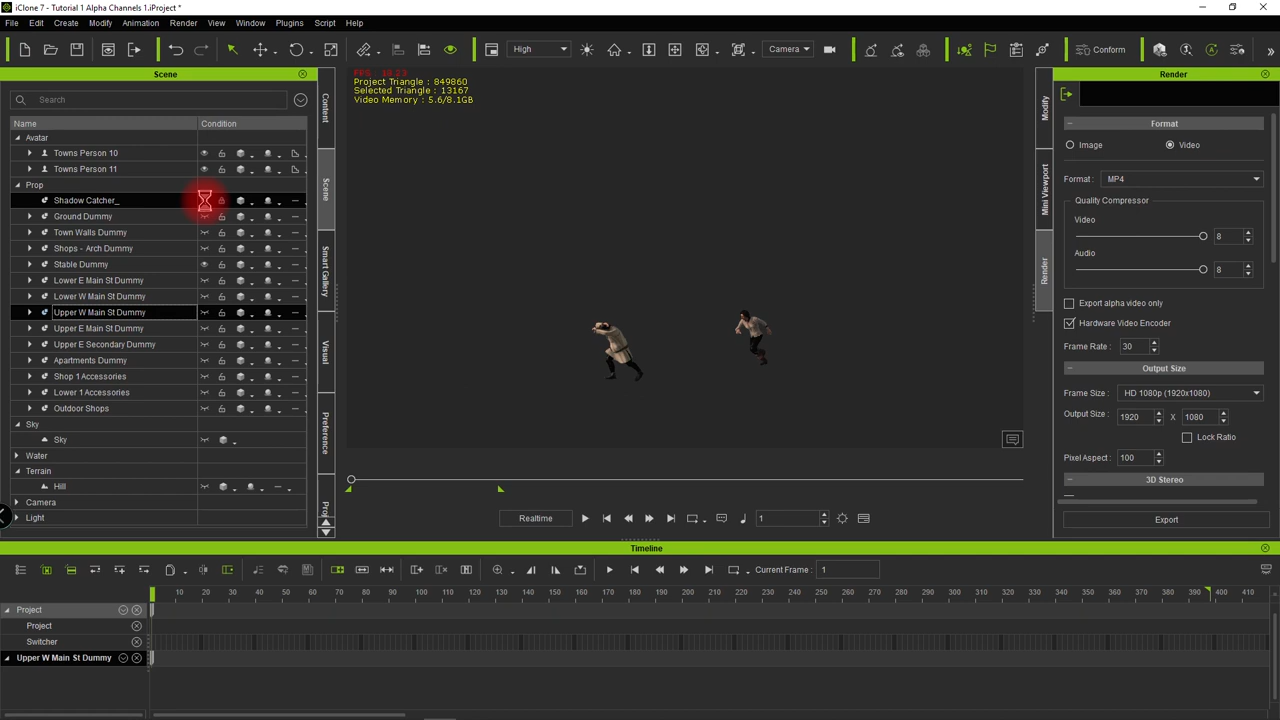 iClone 7 - Tutorial 1 Alpha Channels 1.iProject *
File Edit Create Modify Animation Render View Window Plugins Script Help
High
Camera
Conform
Scene
Search
Name Condition
Avatar
Towns Person 10
Towns Person 11
Prop
Shadow Catcher_
Ground Dummy
Town Walls Dummy
Shops - Arch Dummy
Stable Dummy
Lower E Main St Dummy
Lower W Main St Dummy
Upper W Main St Dummy
Upper E Main St Dummy
Upper E Secondary Dummy
Apartments Dummy
Shop 1 Accessories
Lower 1 Accessories
Outdoor Shops
Sky
Sky
Water
Terrain
Hill
Camera
Light
Content
Scene
Smart Gallery
Visual
Preference
Proj
FPS : 13.23
Project Triangle : 849860
Selected Triangle : 13167
Video Memory : 5.6/8.1GB
Realtime
1
Modify
Mini Viewport
Render
Render
Format
Image Video
Format : MP4
Quality Compressor
Video
8
Audio
8
Export alpha video only
Hardware Video Encoder
Frame Rate : 30
Output Size
Frame Size : HD 1080p (1920x1080)
Output Size : 1920 X 1080
Lock Ratio
Pixel Aspect : 100
3D Stereo
Export
Timeline
Current Frame : 1
10 20 30 40 50 60 70 80 90 100 110 120 130 140 150 160 170 180 190 200 210 220 230 240 250 260 270 280 290 300 310 320 330 340 350 360 370 380 390 400 410
Project
Project
Switcher
Upper W Main St Dummy